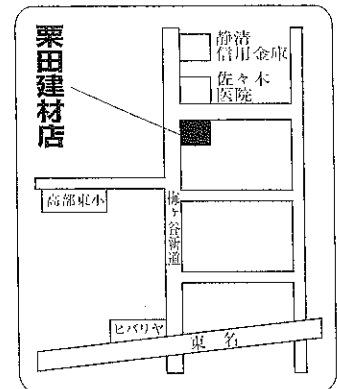 粟田建材店
静清
信用金庫
佐々木
医院
高部東小
梅ヶ谷新道
ヒバリヤ
東名